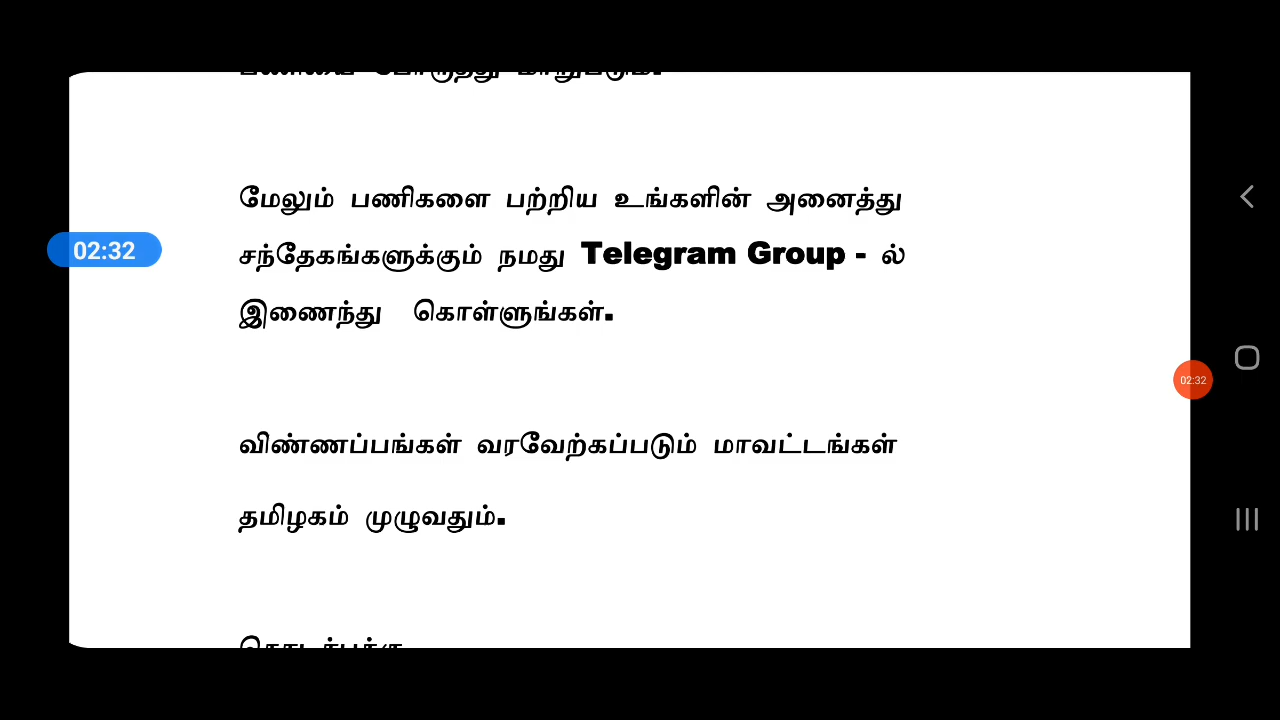 மேலும் பணிகளை பற்றிய உங்களின் அனைத்து
02:32
சந்தேகங்களுக்கும் நமது Telegram Group - ல்
இணைந்து கொள்ளுங்கள்.
02:32
விண்ணப்பங்கள் வரவேற்கப்படும் மாவட்டங்கள்
தமிழகம் முழுவதும்.